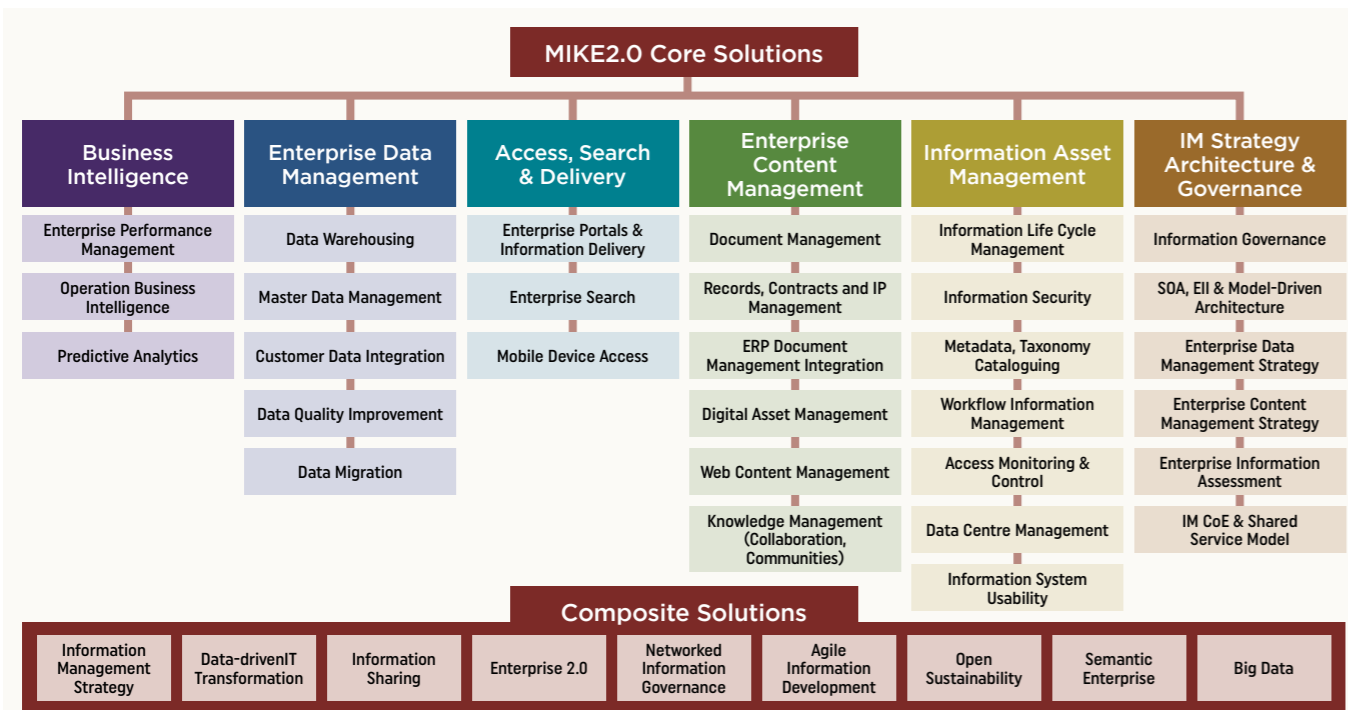 MIKE2.0 Core Solutions
Business
Intelligence
Enterprise Performance
Management
Operation Business
Intelligence
Predictive Analytics
Enterprise Data
Management
Data Warehousing
Master Data Management
Customer Data Integration
Data Quality Improvement
Data Migration
Access, Search
& Delivery
Enterprise Portals &
Information Delivery
Enterprise Search
Mobile Device Access
Enterprise
Content
Management
Document Management
Records, Contracts and IP
Management
ERP Document
Management Integration
Digital Asset Management
Web Content Management
Knowledge Management
(Collaboration,
Communities)
Information Asset
Management
Information Life Cycle
Management
Information Security
Metadata, Taxonomy
Cataloguing
Workflow Information
Management
Access Monitoring &
Control
Data Centre Management
Information System
Usability
IM Strategy
Architecture &
Governance
Information Governance
SOA, EII & Model-Driven
Architecture
Enterprise Data
Management Strategy
Enterprise Content
Management Strategy
Enterprise Information
Assessment
IM CoE & Shared
Service Model
Composite Solutions
Information
Management
Strategy
Data-drivenIT
Transformation
Information
Sharing
Enterprise 2.0
Networked
Information
Governance
Agile
Information
Development
Open
Sustainability
Semantic
Enterprise
Big Data